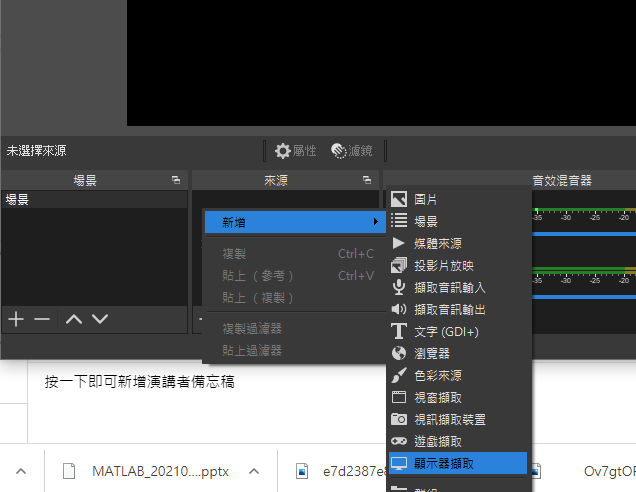 未選擇來源
屬性
濾鏡
場景
來源
音效混音器
場景
新增
複製 Ctrl+C
貼上 (參考) Ctrl+V
貼上 (複製)
複製過濾器
貼上過濾器
圖片
場景
媒體來源
投影片放映
擷取音訊輸入
擷取音訊輸出
文字 (GDI+)
瀏覽器
色彩來源
視窗擷取
視訊擷取裝置
遊戲擷取
顯示器擷取
-35 -30 -25 -20
-35 -30 -25 -20
按一下即可新增演講者備忘稿
MATLAB_20210....pptx
e7d2387e8
Ov7gtOF